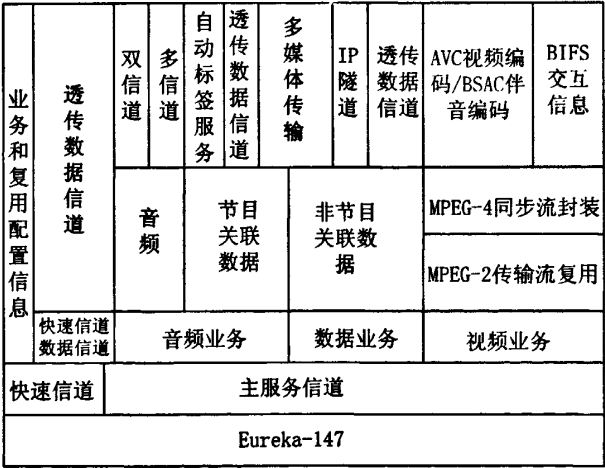 业务和复用配置信息
透传数据信道
双信道
多信道
自动标签服务
透传数据信道
多媒体传输
IP
隧道
透传
数据
信道
AVC视频编
码/BSAC伴
音编码
BIFS
交互
信息
音频
节目
关联
数据
非节目
关联数
据
MPEG-4同步流封装
MPEG-2传输流复用
快速信道
数据信道
音频业务
数据业务
视频业务
快速信道
主服务信道
Eureka-147